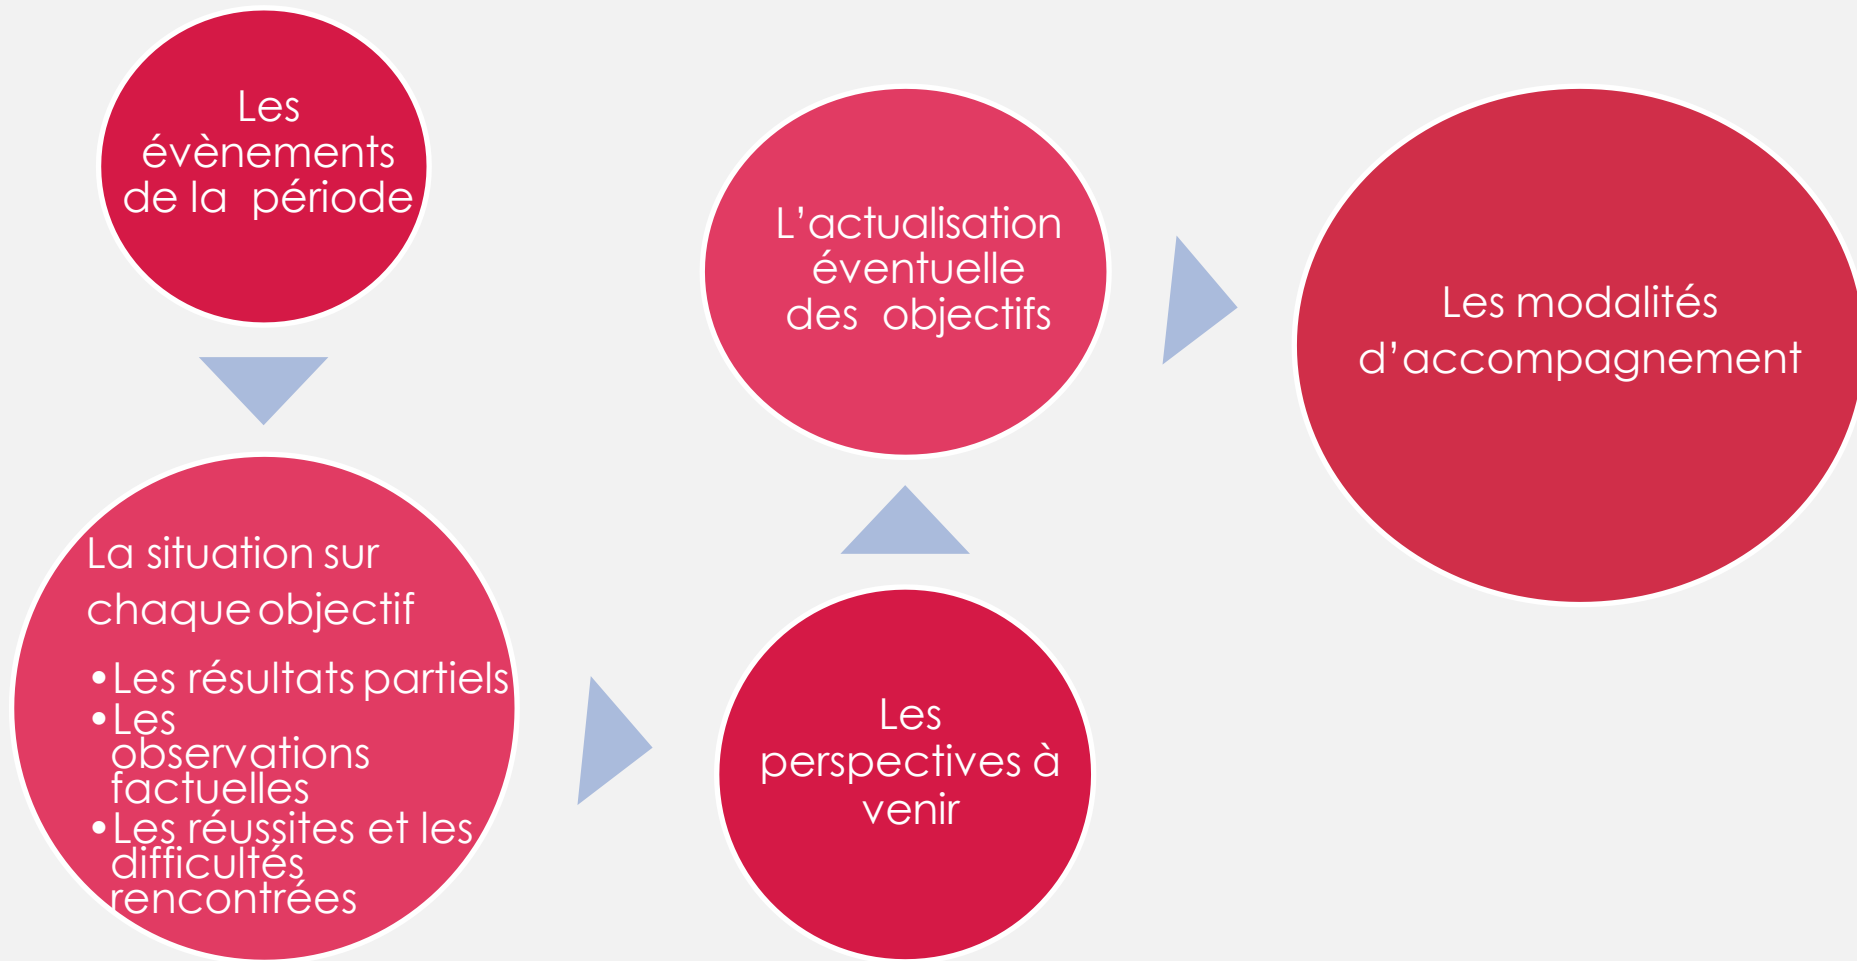 Les
évènements
de la période
La situation sur
chaque objectif
•Les résultats partiels
•Les
observations
factuelles
•Les réussites et les
difficultés
rencontrées
Les
perspectives à
venir
L’actualisation
éventuelle
des objectifs
Les modalités
d’accompagnement